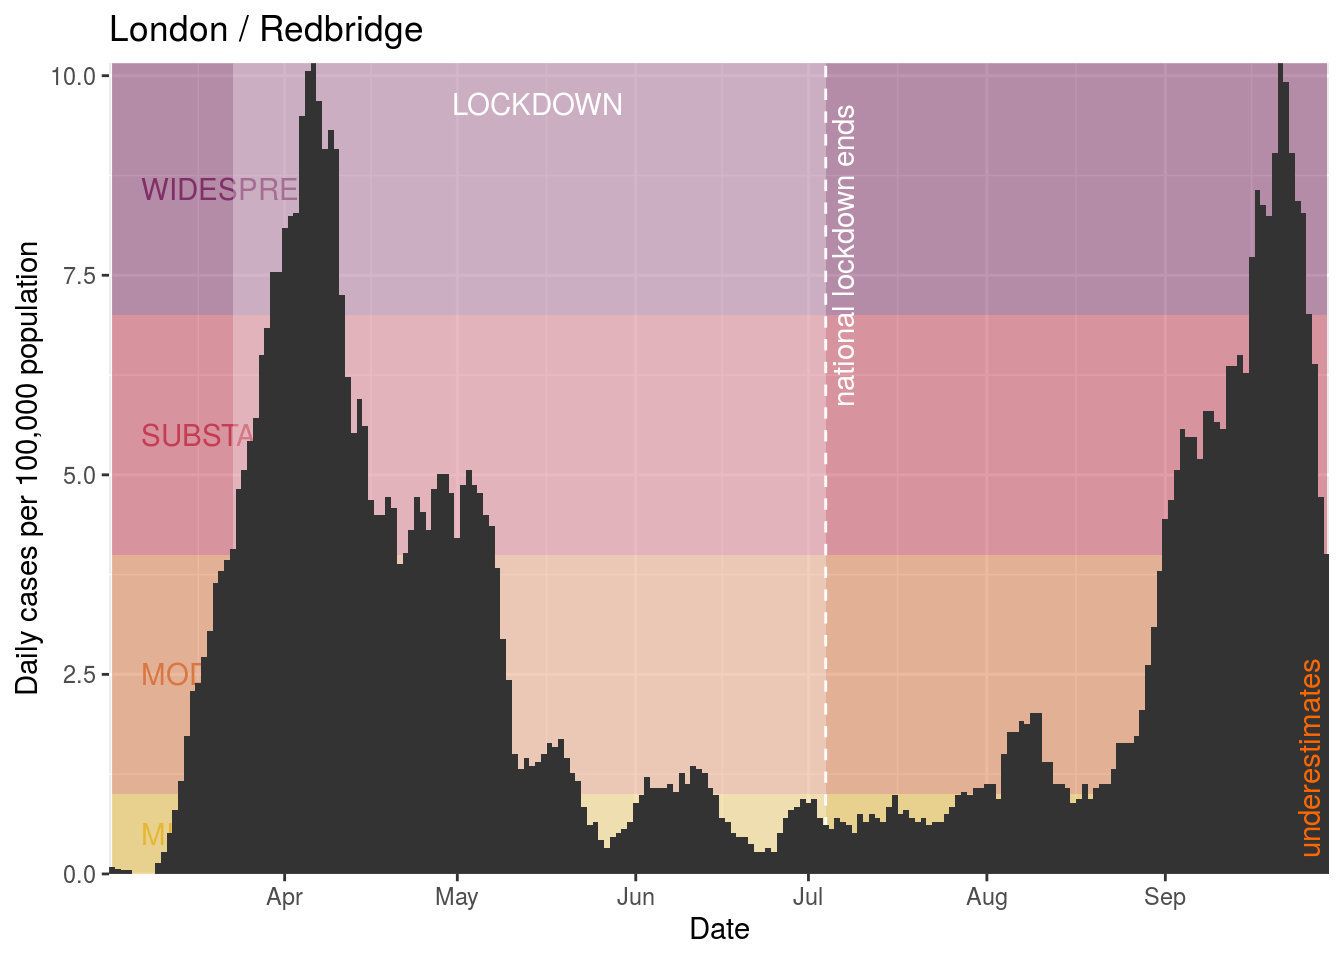 London / Redbridge
Daily cases per 100,000 population
10.0
7.5
5.0
2.5
0.0
LOCKDOWN
WIDESPRE
SUBSTA
MOD
M
national lockdown ends
underestimates
Apr
May
Jun
Jul
Aug
Sep
Date